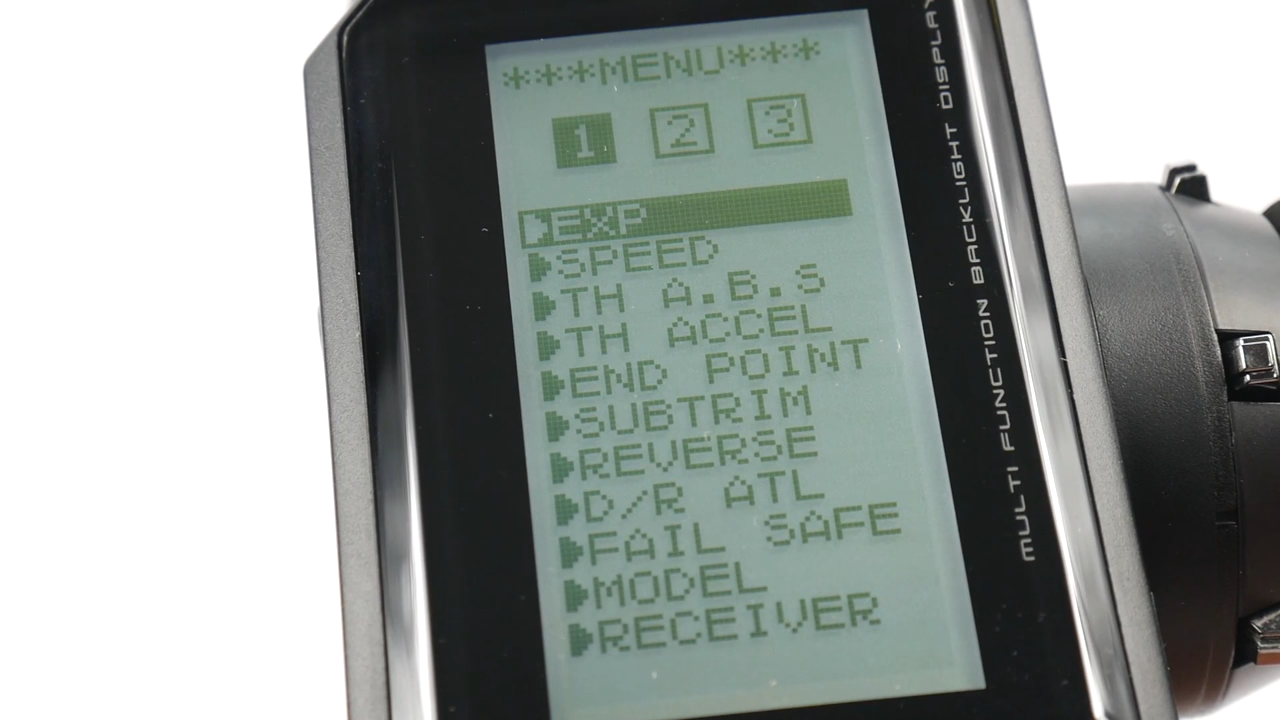 ***MENU***
1 2 3
EXP
SPEED
TH A.B.S
TH ACCEL
END POINT
SUBTRIM
REVERSE
D/R ATL
FAIL SAFE
MODEL
RECEIVER
MULTI FUNCTION BACKLIGHT DISPLAY